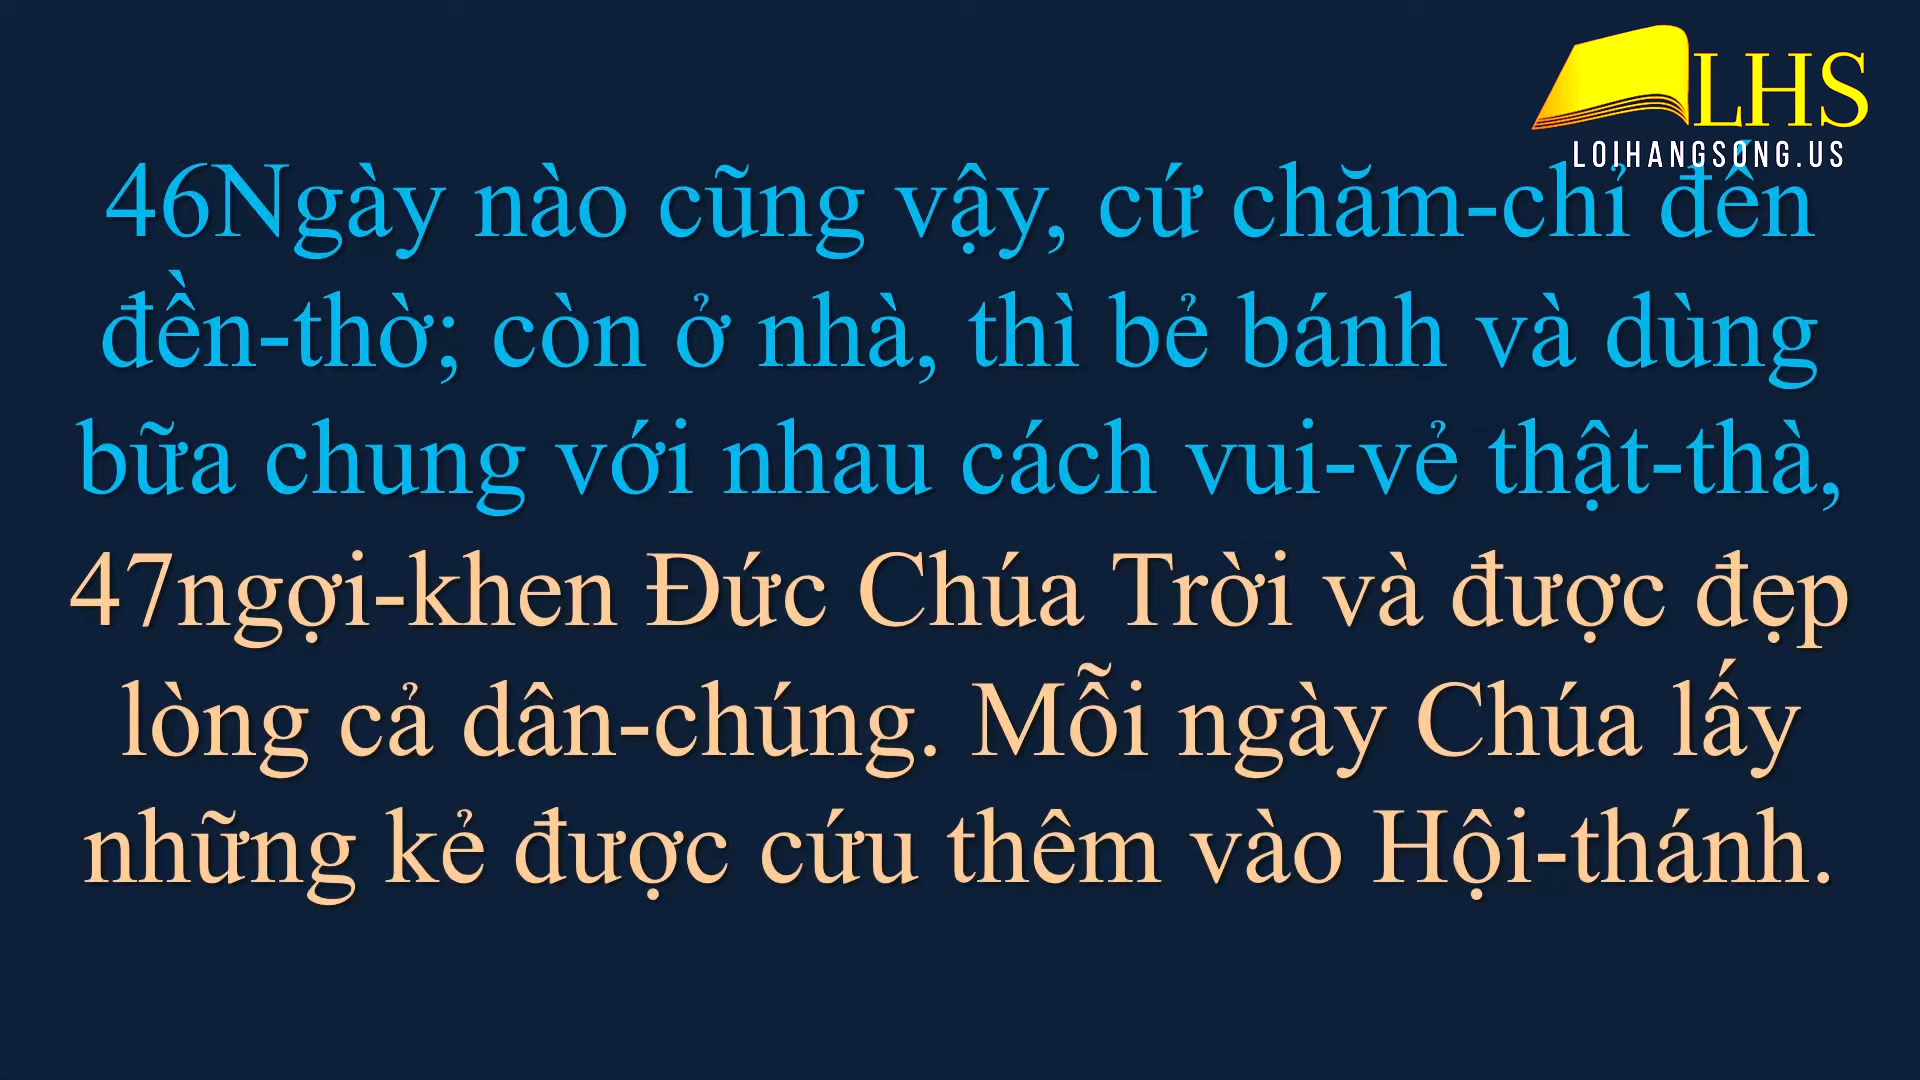 LHS
LOIHANGSONG.US
46Ngày nào cũng vậy, cứ chăm-chỉ đến
đền-thờ; còn ở nhà, thì bẻ bánh và dùng
bữa chung với nhau cách vui-vẻ thật-thà,
47ngợi-khen Đức Chúa Trời và được đẹp
lòng cả dân-chúng. Mỗi ngày Chúa lấy
những kẻ được cứu thêm vào Hội-thánh.